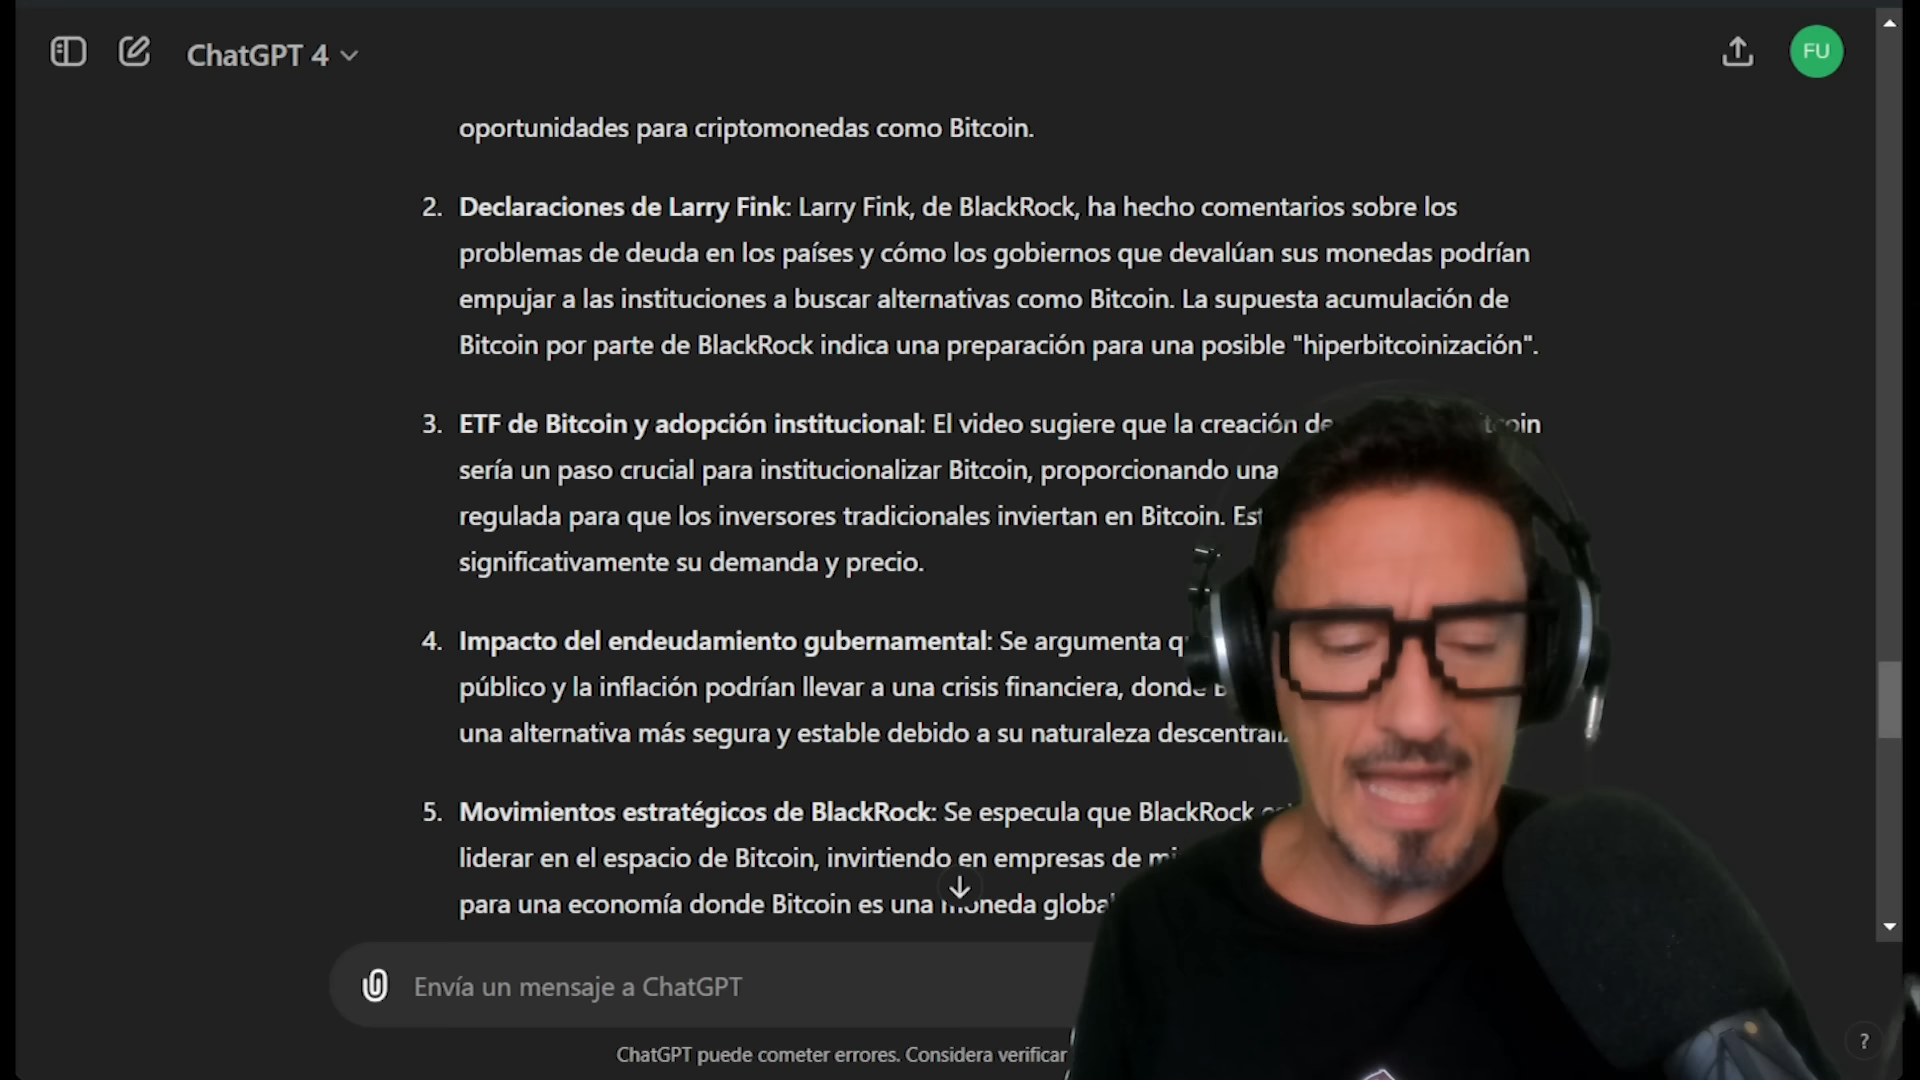 ChatGPT 4
FU
oportunidades para criptomonedas como Bitcoin.
2. Declaraciones de Larry Fink: Larry Fink, de BlackRock, ha hecho comentarios sobre los
problemas de deuda en los países y cómo los gobiernos que devalúan sus monedas podrían
empujar a las instituciones a buscar alternativas como Bitcoin. La supuesta acumulación de
Bitcoin por parte de BlackRock indica una preparación para una posible "hiperbitcoinización".
3. ETF de Bitcoin y adopción institucional: El video sugiere que la creación de
sería un paso crucial para institucionalizar Bitcoin, proporcionando una
regulada para que los inversores tradicionales inviertan en Bitcoin.
significativamente su demanda y precio.
4. Impacto del endeudamiento gubernamental: Se argumenta
público y la inflación podrían llevar a una crisis financiera, donde
una alternativa más segura y estable debido a su naturaleza
5. Movimientos estratégicos de BlackRock: Se especula que BlackRock
liderar en el espacio de Bitcoin, invirtiendo en empresas de
para una economía donde Bitcoin es una moneda global
Envía un mensaje a ChatGPT
ChatGPT puede cometer errores. Considera verificar
?